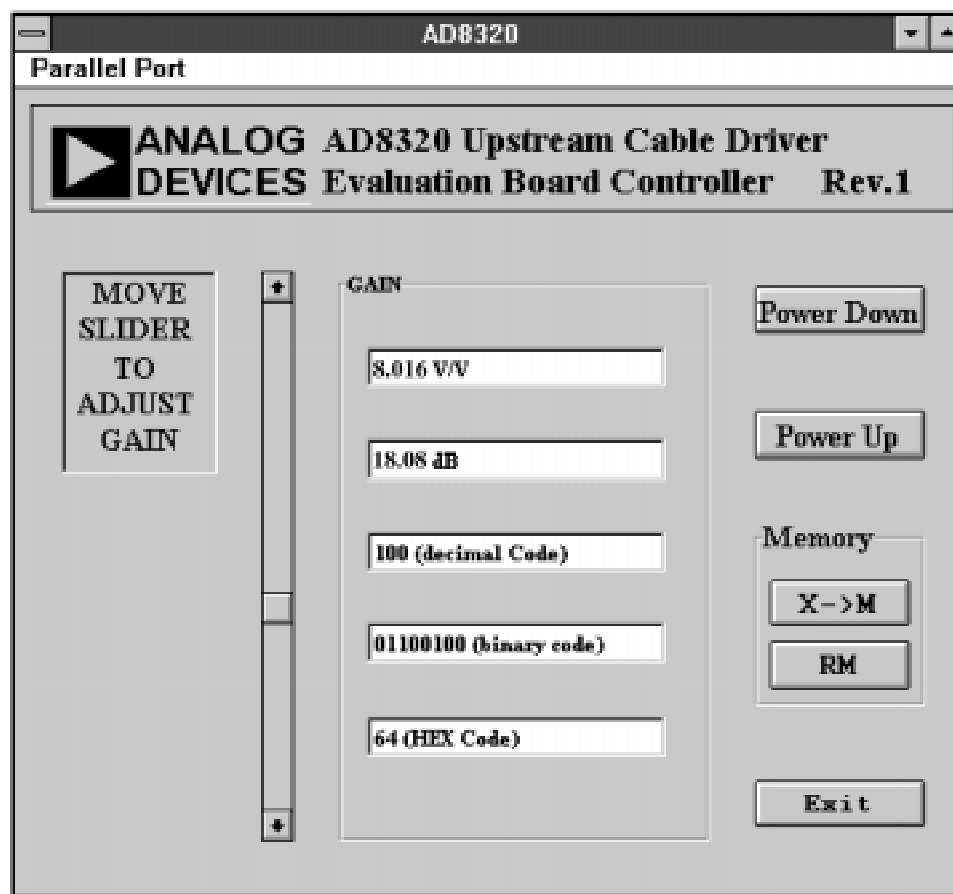 AD8320
Parallel Port
ANALOG
DEVICES
AD8320 Upstream Cable Driver
Evaluation Board Controller Rev.1
MOVE
SLIDER
TO
ADJUST
GAIN
GAIN
8.016 V/V
18.08 dB
100 (decimal Code)
01100100 (binary code)
64 (HEX Code)
Power Down
Power Up
Memory
X->M
RM
Exit